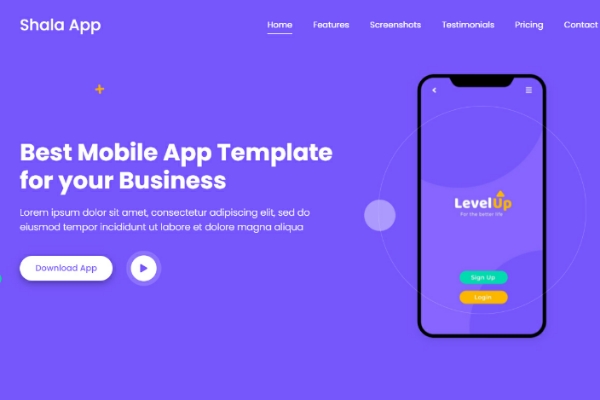 Shala App
Home Features Screenshots Testimonials Pricing Contact
Best Mobile App Template
for your Business
Lorem ipsum dolor sit amet, consectetur adipiscing elit, sed do
eiusmod tempor incididunt ut labore et dolore magna aliqua
Download App
LevelUp
For the better life
Sign Up
Login